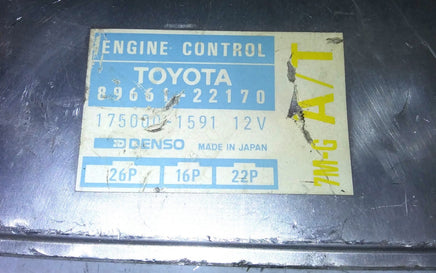 ENGINE CONTROL
TOYOTA
89661-22170
175000-1591 12V
DENSO MADE IN JAPAN
26P 16P 22P
7M-G A/T